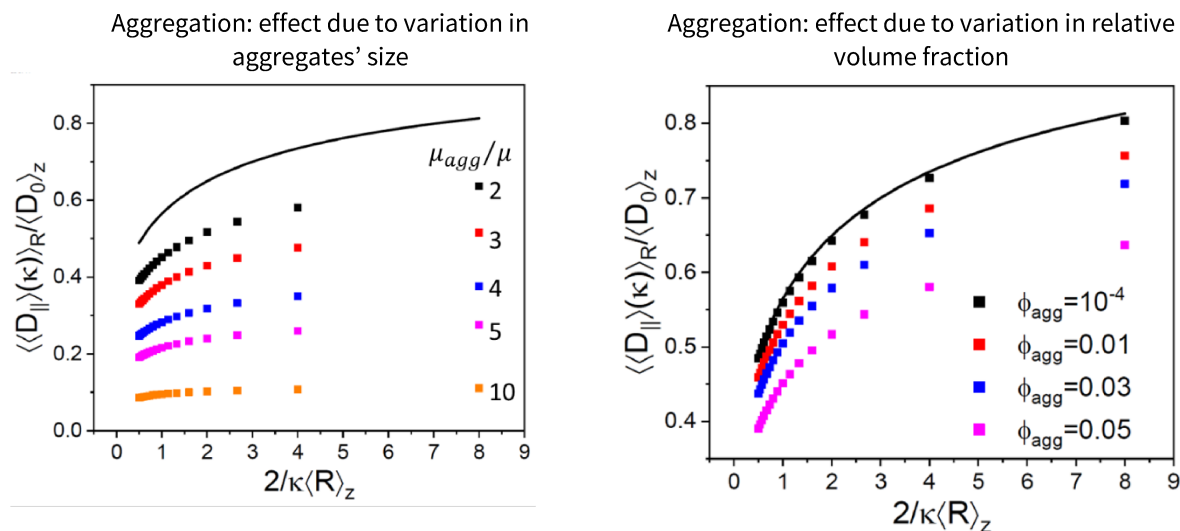 Aggregation: effect due to variation in
aggregates’ size
⟨⟨D||⟩(κ)⟩R/⟨D0⟩z
0.8
0.6
0.4
0.2
0.0
μagg/μ
2
3
4
5
10
0 1 2 3 4 5 6 7 8 9
2/κ⟨R⟩z
Aggregation: effect due to variation in relative
volume fraction
⟨⟨D||⟩(κ)⟩R/⟨D0⟩z
0.8
0.7
0.6
0.5
0.4
ϕagg=10-4
ϕagg=0.01
ϕagg=0.03
ϕagg=0.05
0 1 2 3 4 5 6 7 8 9
2/κ⟨R⟩z